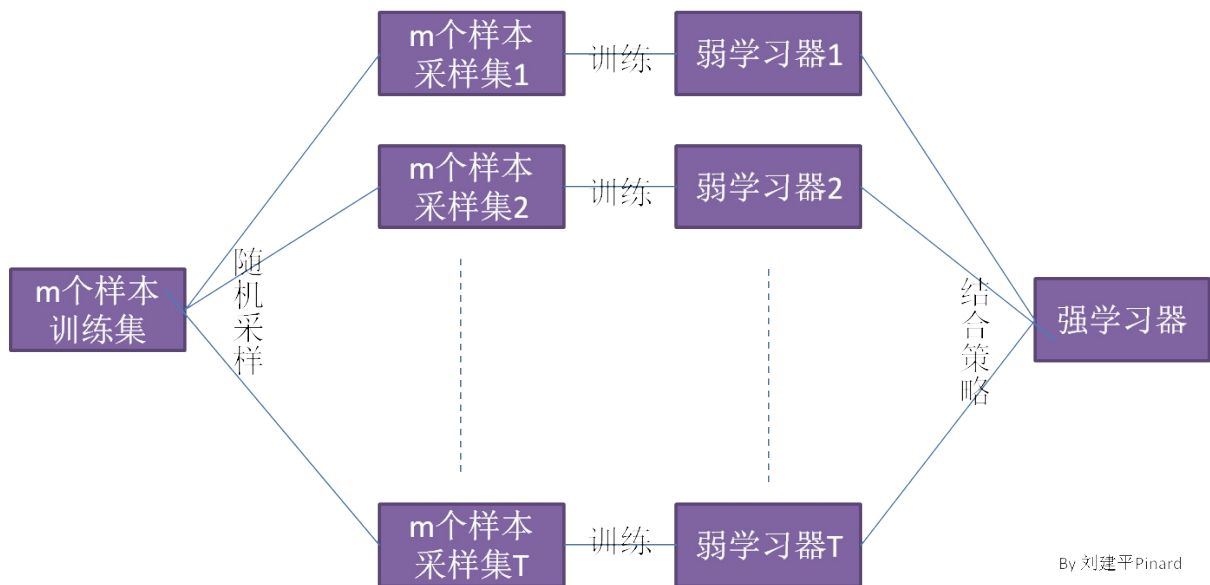 m个样本
采样集1
训练
弱学习器1
m个样本
采样集2
训练
弱学习器2
m个样本
训练集
随机采样
结合策略
强学习器
m个样本
采样集T
训练
弱学习器T
By 刘建平Pinard